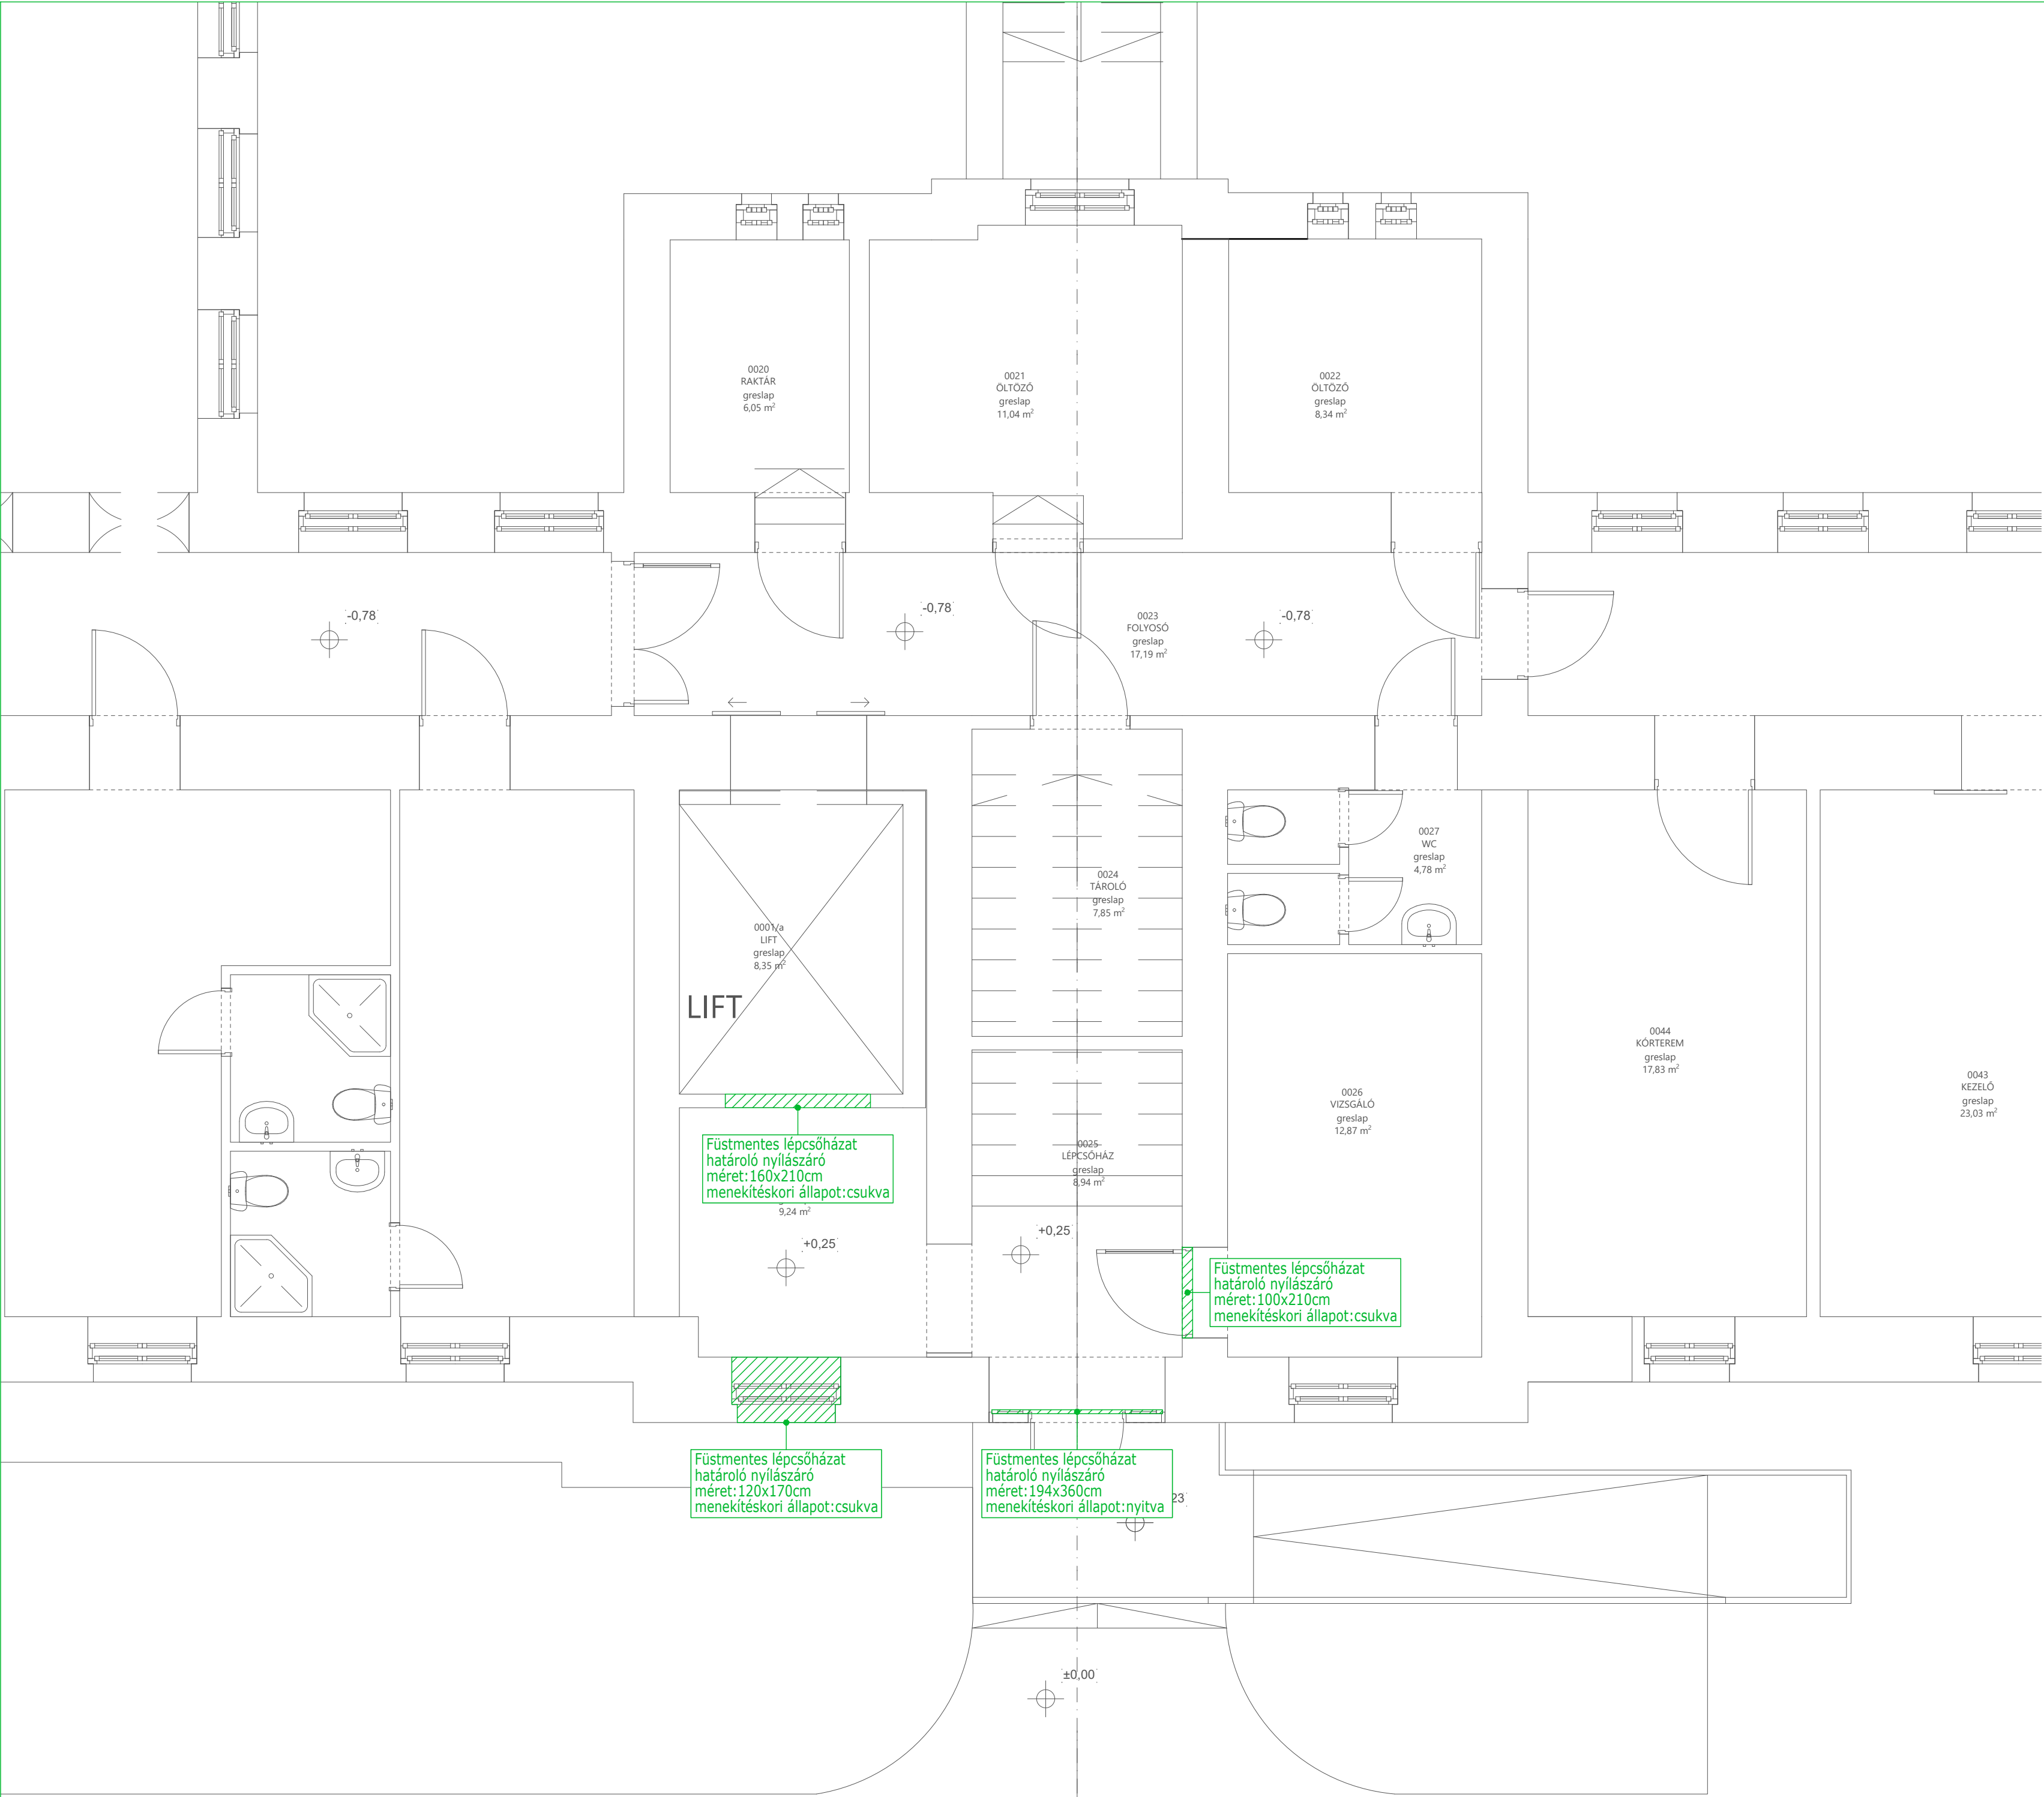 0020
RAKTÁR
greslap
6,05 m²
0021
ÖLTÖZŐ
greslap
11,04 m²
0022
ÖLTÖZŐ
greslap
8,34 m²
-0,78
-0,78
0023
FOLYOSÓ
greslap
17,19 m²
-0,78
0001/a
LIFT
greslap
8,35 m²
LIFT
0024
TÁROLÓ
greslap
7,85 m²
0027
WC
greslap
4,78 m²
0044
KÓRTEREM
greslap
17,83 m²
0043
KEZELŐ
greslap
23,03 m²
0026
VIZSGÁLÓ
greslap
12,87 m²
0025
LÉPCSŐHÁZ
greslap
8,94 m²
Füstmentes lépcsőházat
határoló nyílászáró
méret:160x210cm
menekítéskori állapot:csukva
9,24 m²
+0,25
+0,25
Füstmentes lépcsőházat
határoló nyílászáró
méret:100x210cm
menekítéskori állapot:csukva
Füstmentes lépcsőházat
határoló nyílászáró
méret:120x170cm
menekítéskori állapot:csukva
Füstmentes lépcsőházat
határoló nyílászáró
méret:194x360cm
menekítéskori állapot:nyitva
23
±0,00